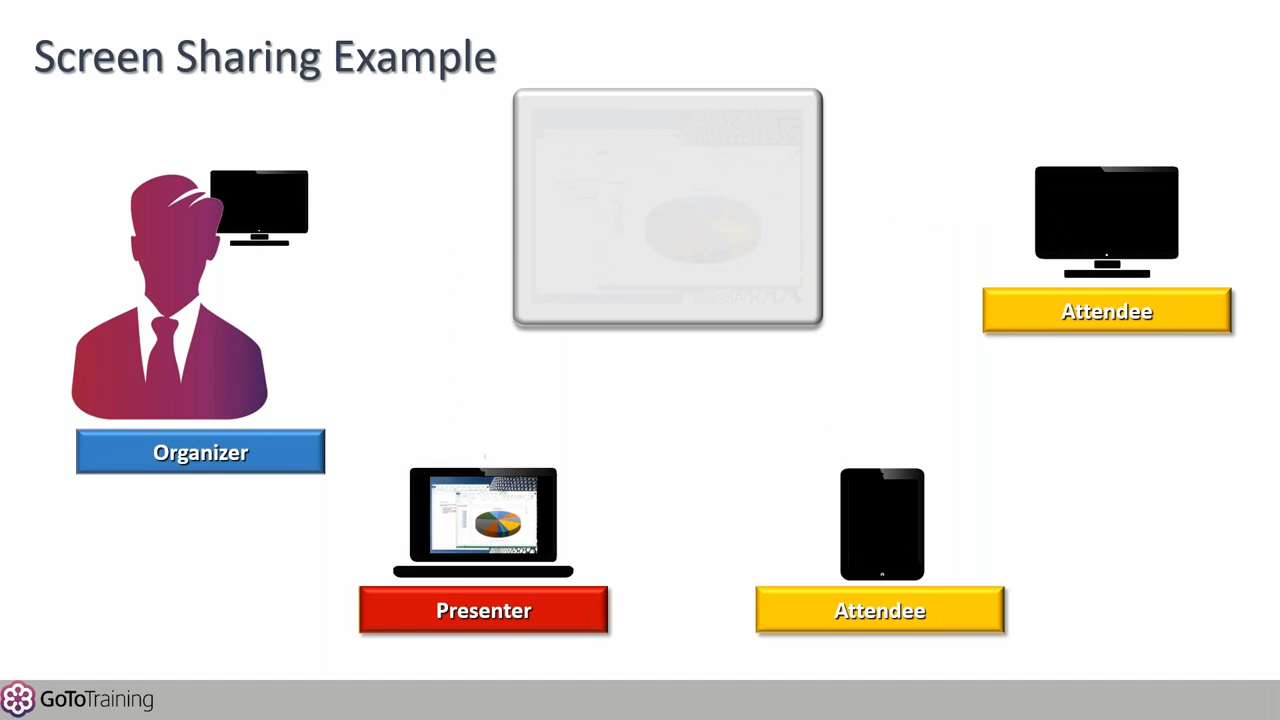 Screen Sharing Example
Attendee
Organizer
Presenter
Attendee
GoToTraining